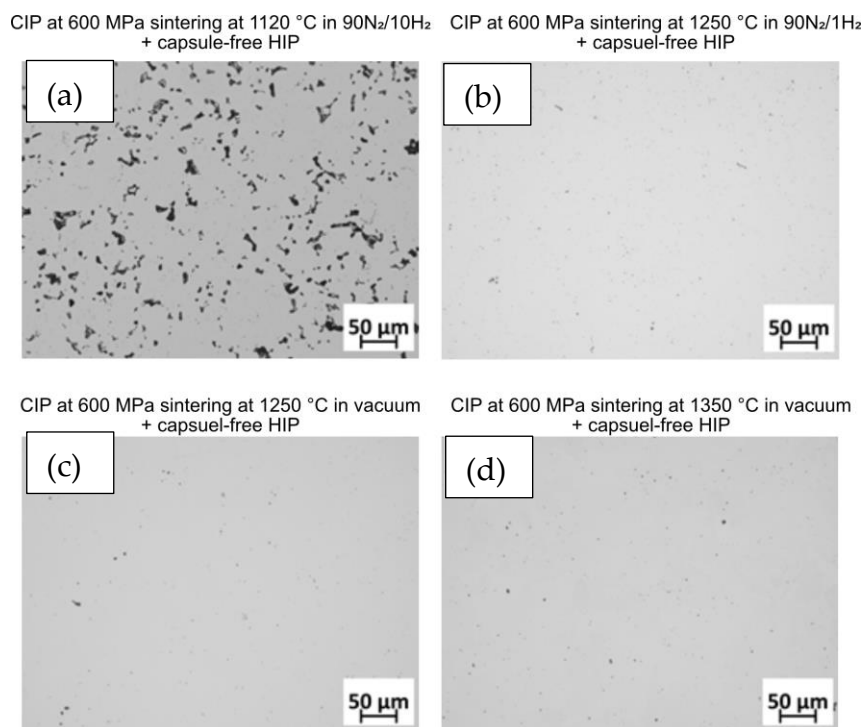 CIP at 600 MPa sintering at 1120 °C in 90N₂/10H₂
+ capsule-free HIP
CIP at 600 MPa sintering at 1250 °C in 90N₂/1H₂
+ capsuel-free HIP
(a)
50 µm
(b)
50 µm
CIP at 600 MPa sintering at 1250 °C in vacuum
+ capsuel-free HIP
CIP at 600 MPa sintering at 1350 °C in vacuum
+ capsuel-free HIP
(c)
50 µm
(d)
50 µm